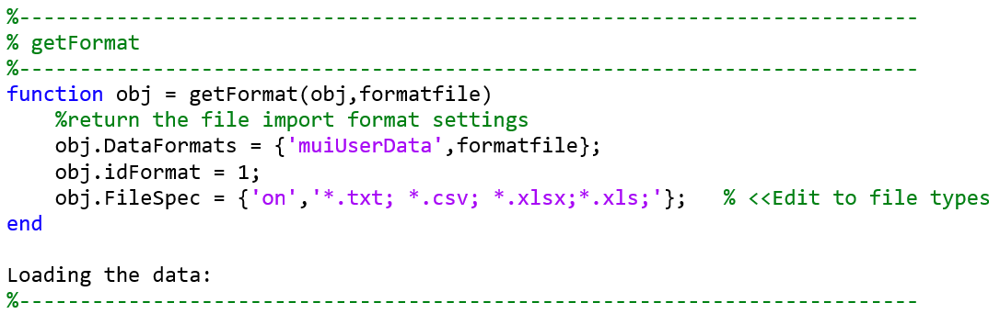 %--------------------------------------------------------------------------
% getFormat
%--------------------------------------------------------------------------
function obj = getFormat(obj,formatfile)
    %return the file import format settings
    obj.DataFormats = {'muiUserData',formatfile};
    obj.idFormat = 1;
    obj.FileSpec = {'on','*.txt; *.csv; *.xlsx;*.xls;'};   % <<Edit to file types
end

Loading the data:
%--------------------------------------------------------------------------